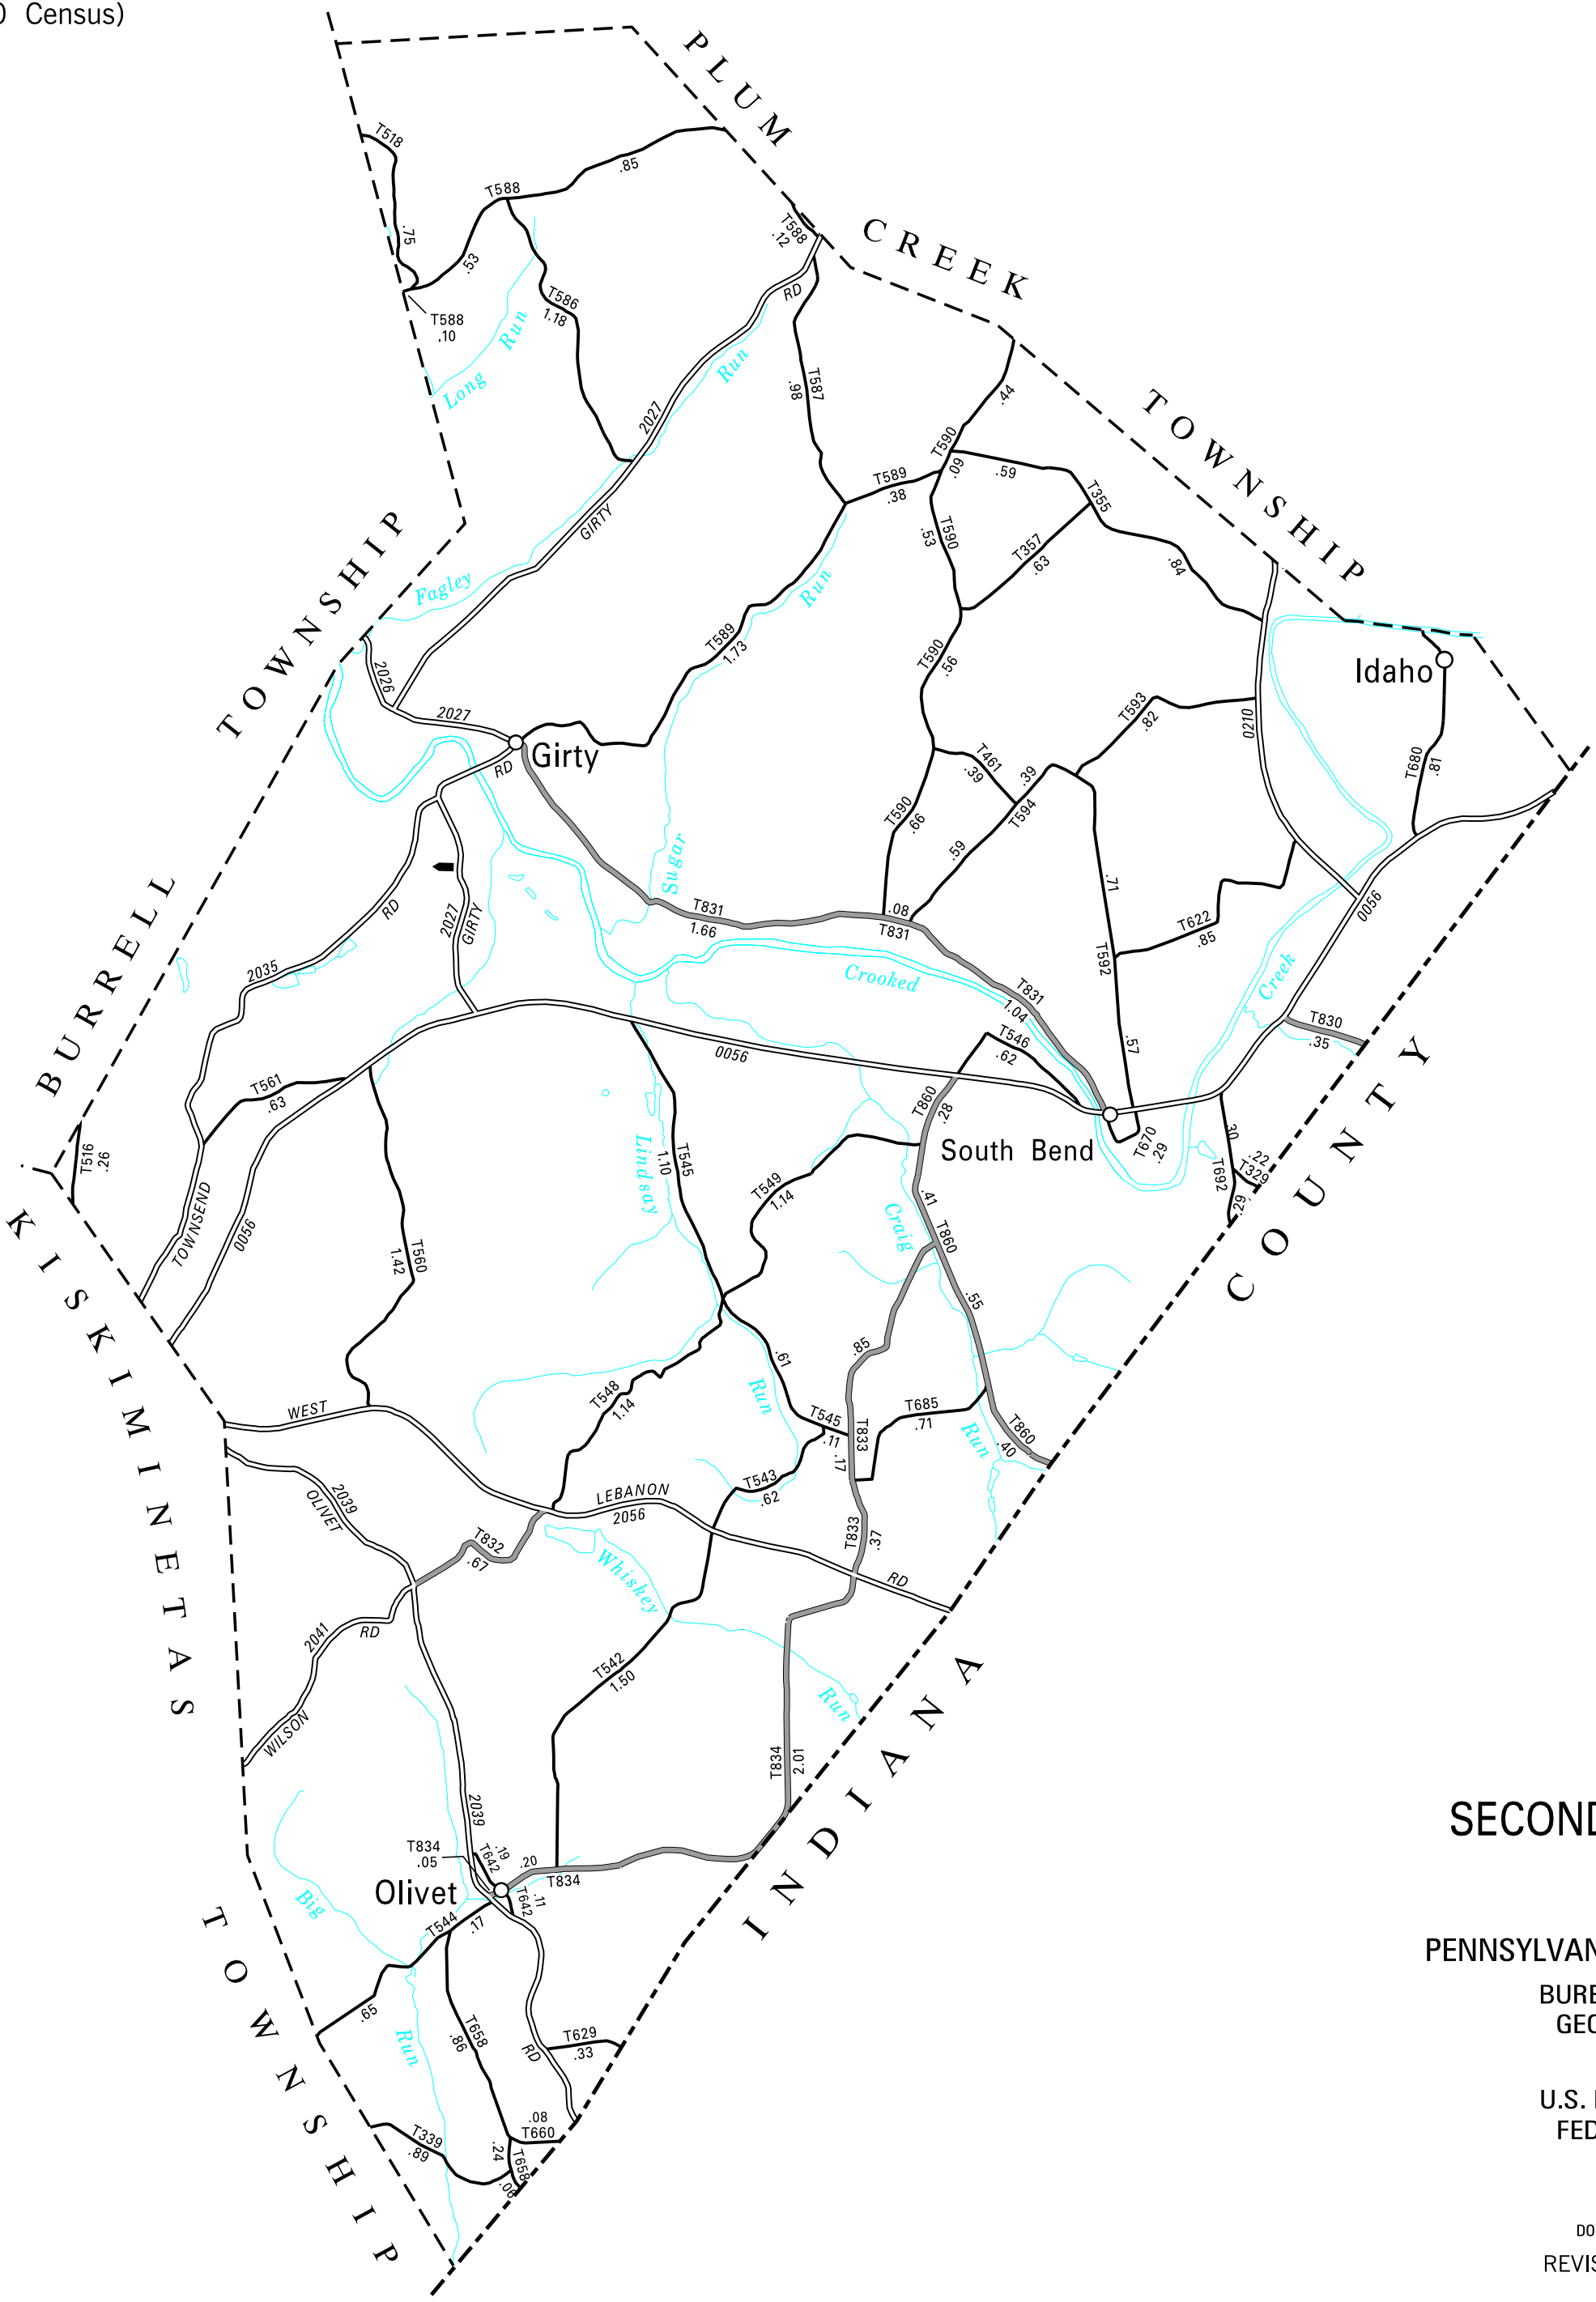 0 Census)
PLUM
CREEK
TOWNSHIP
T518
.75
T588
.85
.53
T588
.10
T586
1.18
Long
Run
T588
.12
RD
Run
2027
GIRTY
Fagley
T587
.98
T590
.44
.09
T589
.38
.59
T355
T590
.53
T357
.63
.84
Run
T589
1.73
T590
.56
BURRELL
TOWNSHIP
2026
2027
Girty
RD
Idaho
T593
.82
0210
T680
.81
T461
.39
.39
T594
T590
.66
.59
Sugar
T831
1.66
.08
T831
.71
T622
.85
0056
RD
2027
GIRTY
2035
Crooked
T831
1.04
T592
Creek
T830
.35
0056
T546
.62
.57
T561
.63
T860
.28
South Bend
T670
.29
.30
T692
.22
T329
.29
T516
.26
TOWNSEND
0056
T560
1.42
Lindsay
T545
1.10
T549
1.14
.41
T860
Craig
.55
COUNTY
KISKIMINETAS
TOWNSHIP
.85
.61
T548
1.14
Run
T545
.11
T833
.17
T685
.71
Run
T860
.40
WEST
LEBANON
2056
RD
T543
.62
2039
OLIVET
T832
.67
T833
.37
Whiskey
2041
RD
WILSON
T542
1.50
Run
T834
2.01
INDIANA
2039
T834
.05
.19
T642
.20
T834
Olivet
T642
.11
Big
T544
.17
.65
Run
T658
.86
T629
.33
RD
.08
T660
T339
.89
.24
T658
.06
SECOND
PENNSYLVAN
BURE
GEO
U.S.
FED
DO
REVIS